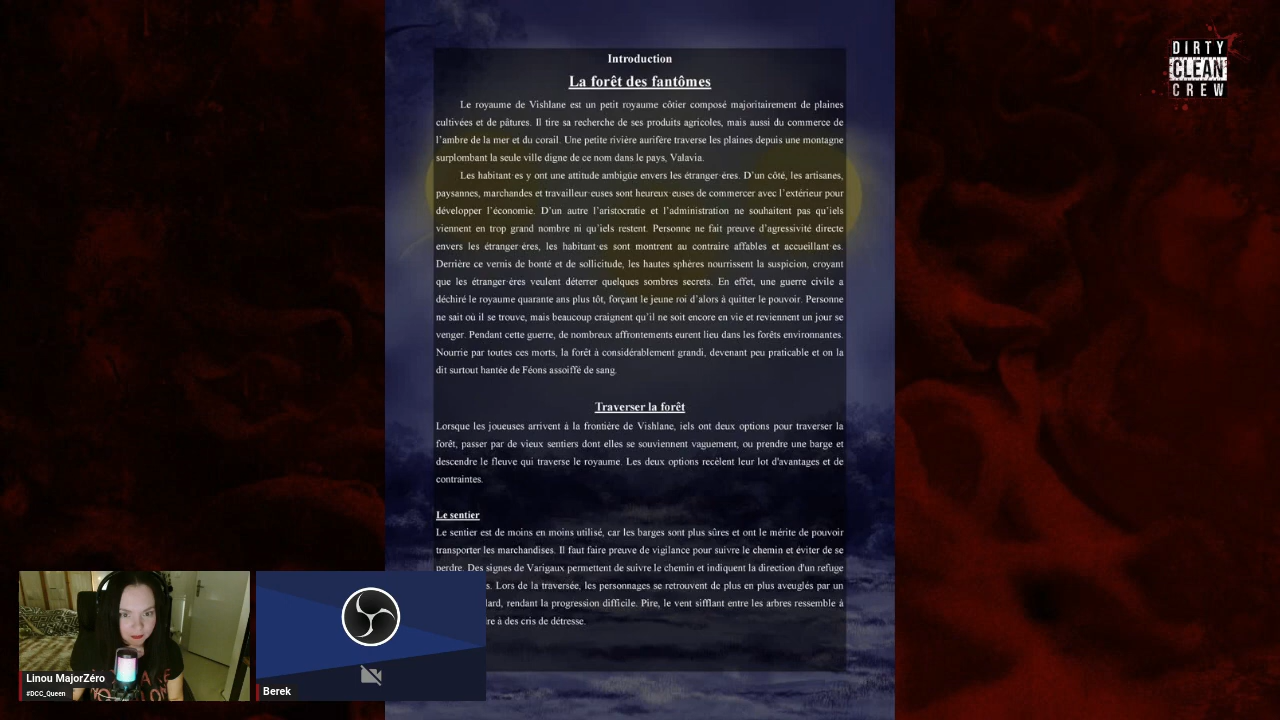 DIRTY
CLEAN
CREW
Introduction
La forêt des fantômes
Le royaume de Vishlane est un petit royaume côtier composé majoritairement de plaines
cultivées et de pâtures. Il tire sa recherche de ses produits agricoles, mais aussi du commerce de
l'ambre de la mer et du corail. Une petite rivière aurifère traverse les plaines depuis une montagne
surplombant la seule ville digne de ce nom dans le pays, Valavia.
Les habitant·es y ont une attitude ambigüe envers les étranger·ères. D'un côté, les artisanes,
paysannes, marchandes et travailleur·euses sont heureux·euses de commercer avec l'extérieur pour
développer l'économie. D'un autre l'aristocratie et l'administration ne souhaitent pas qu'iels
viennent en trop grand nombre ni qu'iels restent. Personne ne fait preuve d'agressivité directe
envers les étranger·ères, les habitant·es sont montrent au contraire affables et accueillant·es.
Derrière ce vernis de bonté et de sollicitude, les hautes sphères nourrissent la suspicion, croyant
que les étranger·ères veulent déterrer quelques sombres secrets. En effet, une guerre civile a
déchiré le royaume quarante ans plus tôt, forçant le jeune roi d'alors à quitter le pouvoir. Personne
ne sait où il se trouve, mais beaucoup craignent qu'il ne soit encore en vie et reviennent un jour se
venger. Pendant cette guerre, de nombreux affrontements eurent lieu dans les forêts environnantes.
Nourrie par toutes ces morts, la forêt à considérablement grandi, devenant peu praticable et on la
dit surtout hantée de Féons assoiffé de sang.
Traverser la forêt
Lorsque les joueuses arrivent à la frontière de Vishlane, iels ont deux options pour traverser la
forêt, passer par de vieux sentiers dont elles se souviennent vaguement, ou prendre une barge et
descendre le fleuve qui traverse le royaume. Les deux options recèlent leur lot d'avantages et de
contraintes.
Le sentier
Le sentier est de moins en moins utilisé, car les barges sont plus sûres et ont le mérite de pouvoir
transporter les marchandises. Il faut faire preuve de vigilance pour suivre le chemin et éviter de se
perdre. Des signes de Varigaux permettent de suivre le chemin et indiquent la direction d'un refuge
s. Lors de la traversée, les personnages se retrouvent de plus en plus aveuglés par un
lard, rendant la progression difficile. Pire, le vent sifflant entre les arbres ressemble à
re à des cris de détresse.
Linou MajorZéro
#DCC_Queen
Berek